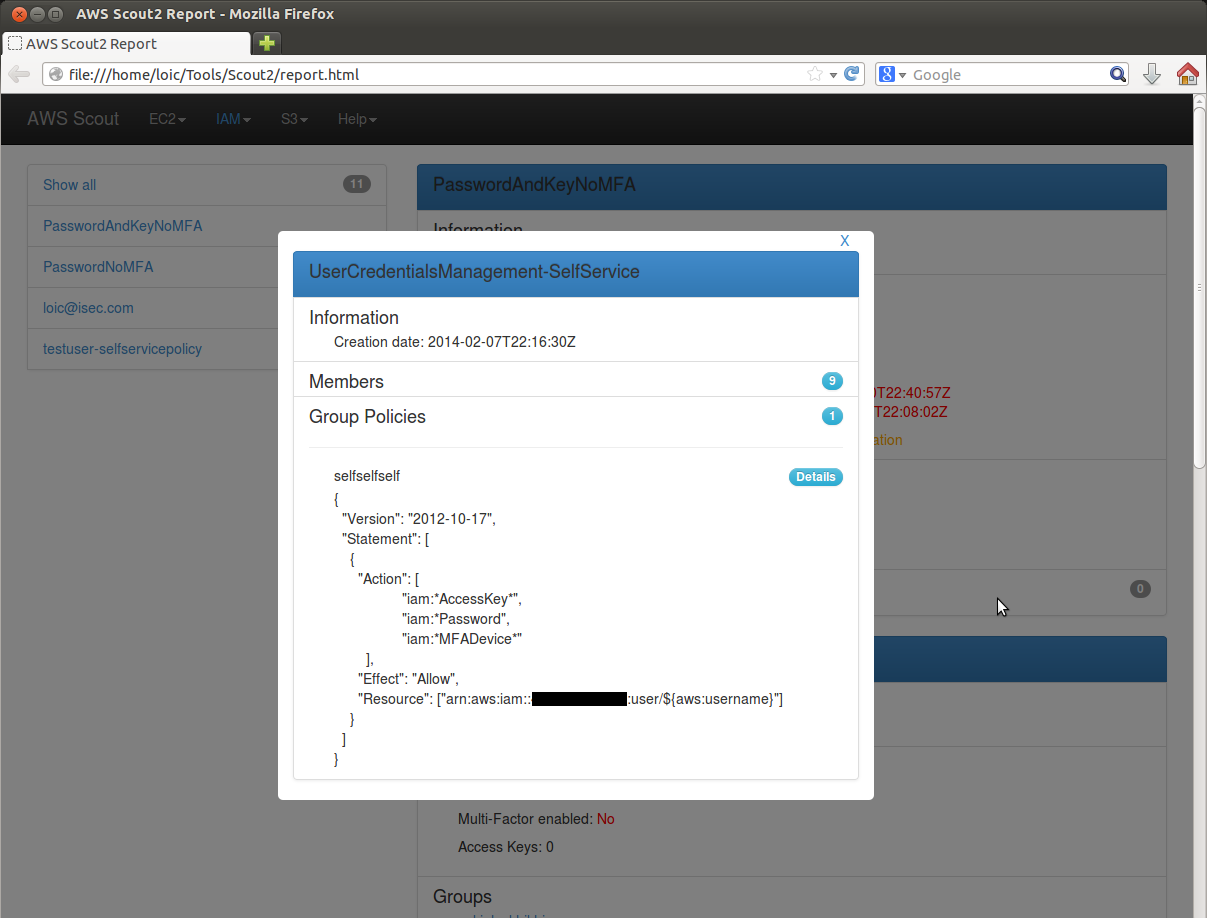 AWS Scout2 Report - Mozilla Firefox
AWS Scout2 Report
file:///home/loic/Tools/Scout2/report.html
Google
AWS Scout EC2 IAM S3 Help
Show all 11
PasswordAndKeyNoMFA
PasswordNoMFA
loic@isec.com
testuser-selfservicepolicy
PasswordAndKeyNoMFA
Information
X
UserCredentialsManagement-SelfService
Information
Creation date: 2014-02-07T22:16:30Z
Members 9
Group Policies 1
selfselfself Details
{
"Version": "2012-10-17",
"Statement": [
{
"Action": [
"iam:*AccessKey*",
"iam:*Password",
"iam:*MFADevice*"
],
"Effect": "Allow",
"Resource": ["arn:aws:iam:: :user/${aws:username}"]
}
]
}
T22:40:57Z
T22:08:02Z
ation
0
Multi-Factor enabled: No
Access Keys: 0
Groups